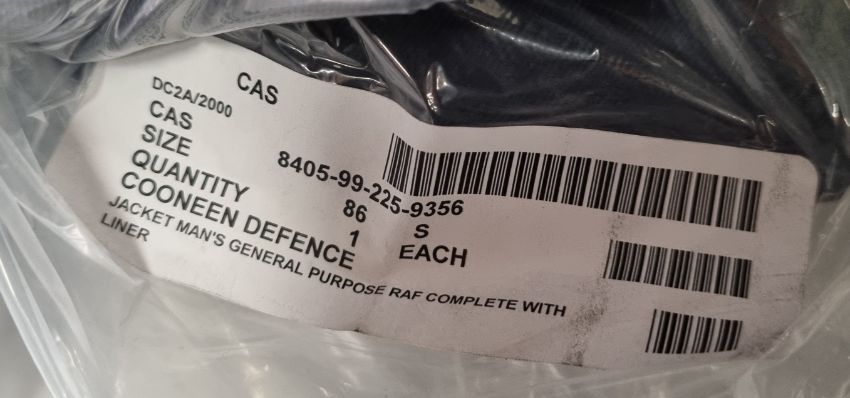 CAS
DC2A/2000
CAS 8405-99-225-9356
SIZE 86 S
QUANTITY 1 EACH
COONEEN DEFENCE
JACKET MAN'S GENERAL PURPOSE RAF COMPLETE WITH
LINER